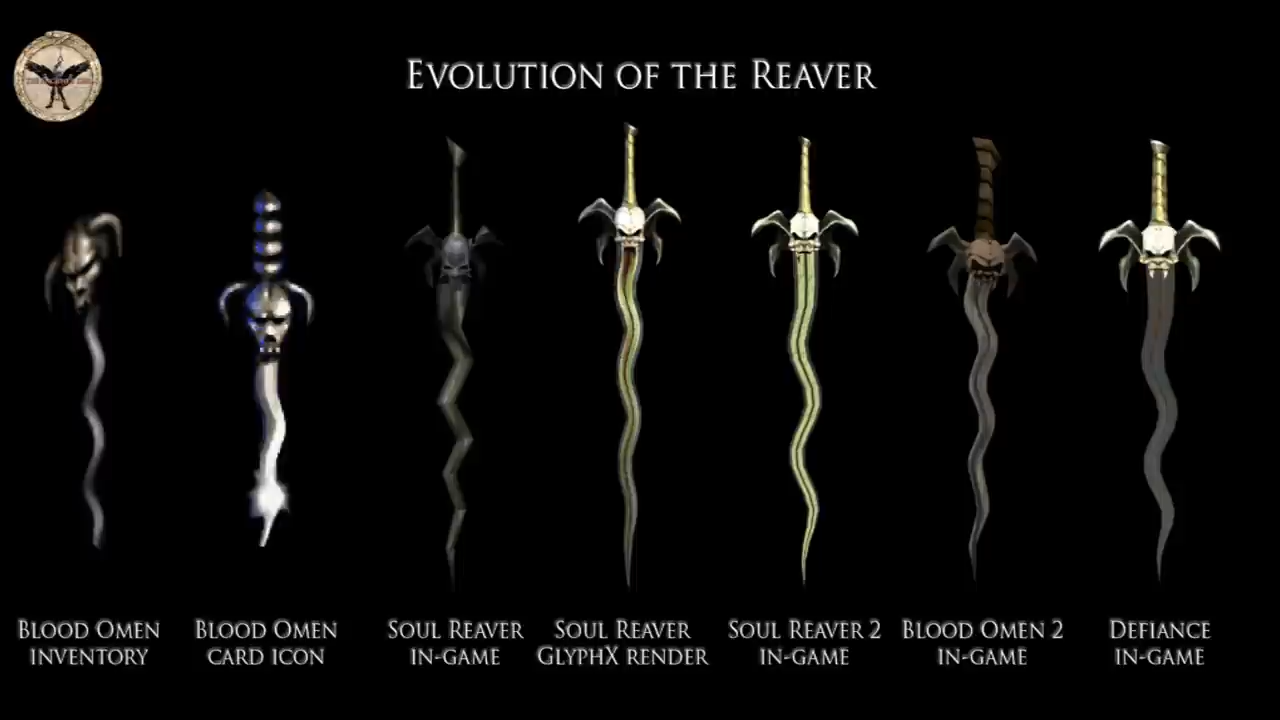 Evolution of the Reaver
Blood Omen
inventory
Blood Omen
card icon
Soul Reaver
in-game
Soul Reaver
GlyphX render
Soul Reaver 2
in-game
Blood Omen 2
in-game
Defiance
in-game